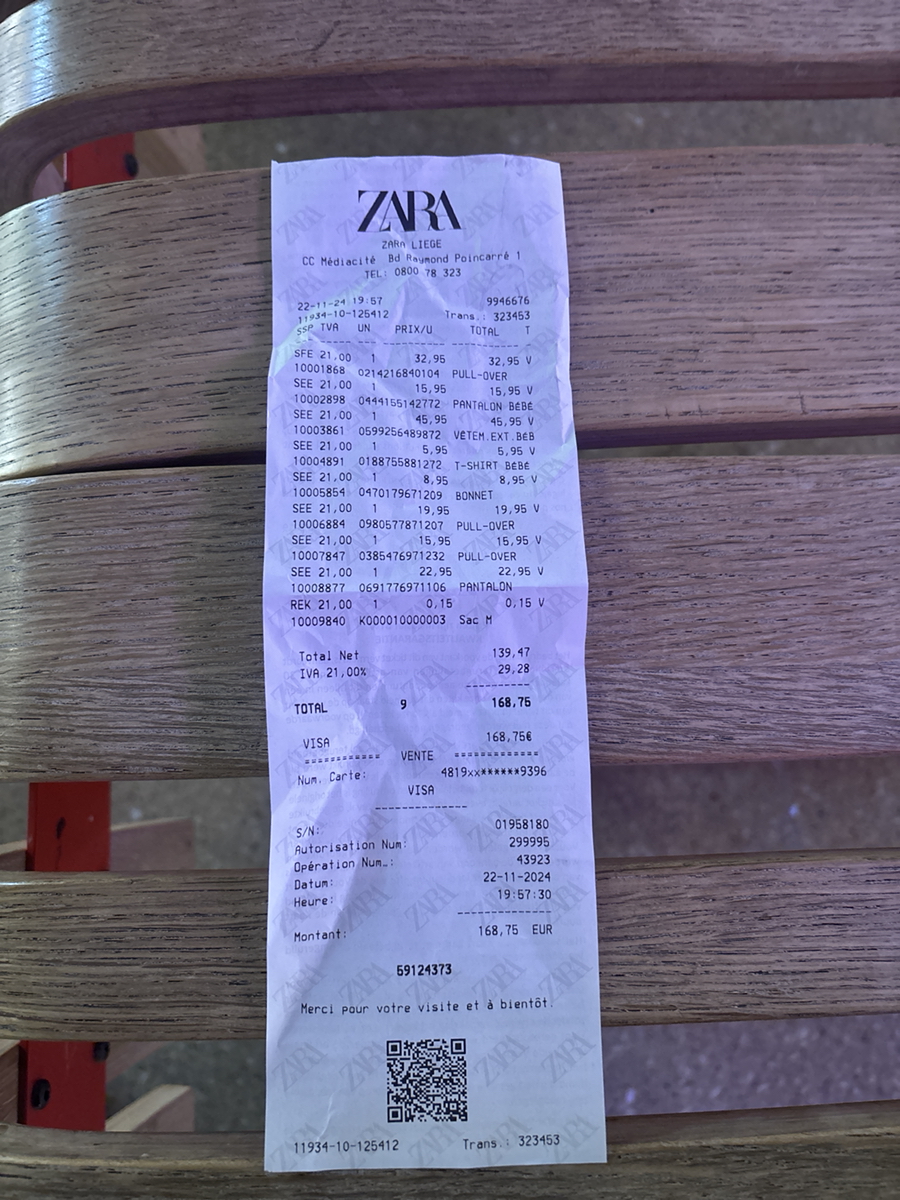 ZARA
ZARA LIEGE
CC Médiacité Bd Raymond Poincarré 1
TEL: 0800 78 323
22-11-24 19:57 9946676
11934-10-125412 Trans.: 323453
SSP TVA UN PRIX/U TOTAL T
SFE 21,00 1 32,95 32,95 V
10001868 0214216840104 PULL-OVER
SEE 21,00 1 15,95 15,95 V
10002898 0444155142772 PANTALON BÉBÉ
SEE 21,00 1 45,95 45,95 V
10003861 0599256489872 VÊTEM.EXT.BÉB
SEE 21,00 1 5,95 5,95 V
10004891 0188755881272 T-SHIRT BÉBÉ
SEE 21,00 1 8,95 8,95 V
10005854 0470179671209 BONNET
SEE 21,00 1 19,95 19,95 V
10006884 0980577871207 PULL-OVER
SEE 21,00 1 15,95 15,95 V
10007847 0385476971232 PULL-OVER
SEE 21,00 1 22,95 22,95 V
10008877 0691776971106 PANTALON
REK 21,00 1 0,15 0,15 V
10009840 K000010000003 Sac M
Total Net 139,47
IVA 21,00% 29,28
TOTAL 9 168,75
VISA 168,75€
============ VENTE ============
Num. Carte: 4819xx******9396
VISA
S/N: 01958180
Autorisation Num: 299995
Opération Num..: 43923
Datum: 22-11-2024
Heure: 19:57:30
Montant: 168,75 EUR
59124373
Merci pour votre visite et à bientôt.
11934-10-125412 Trans.: 323453